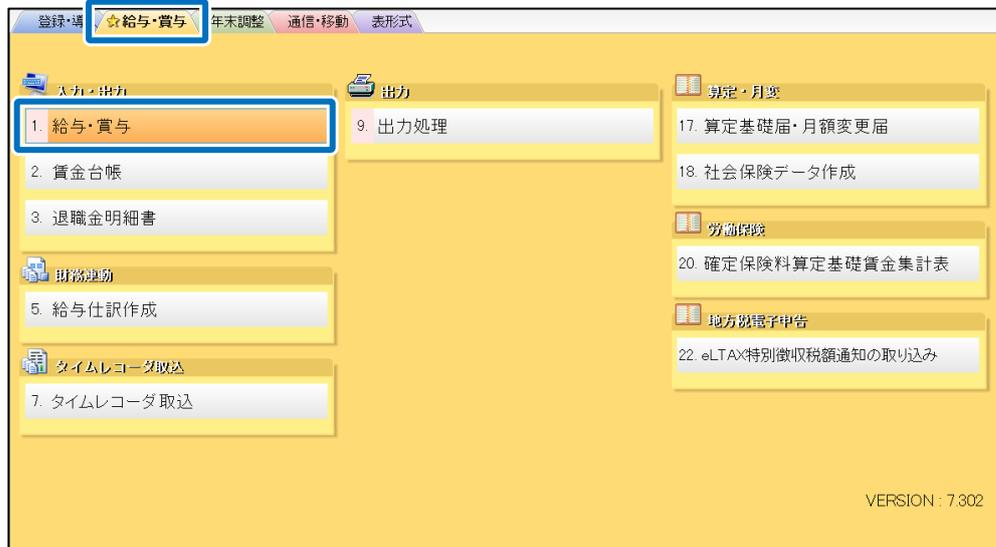 登録・導
☆給与・賞与
年末調整
通信・移動
表形式
入力・出力
1. 給与・賞与
2. 賃金台帳
3. 退職金明細書
財務連動
5. 給与仕訳作成
タイムレコーダ取込
7. タイムレコーダ取込
出力
9. 出力処理
算定・月変
17. 算定基礎届・月額変更届
18. 社会保険データ作成
労働保険
20. 確定保険料算定基礎賃金集計表
地方税電子申告
22. eLTAX特別徴収税額通知の取り込み
VERSION : 7.302